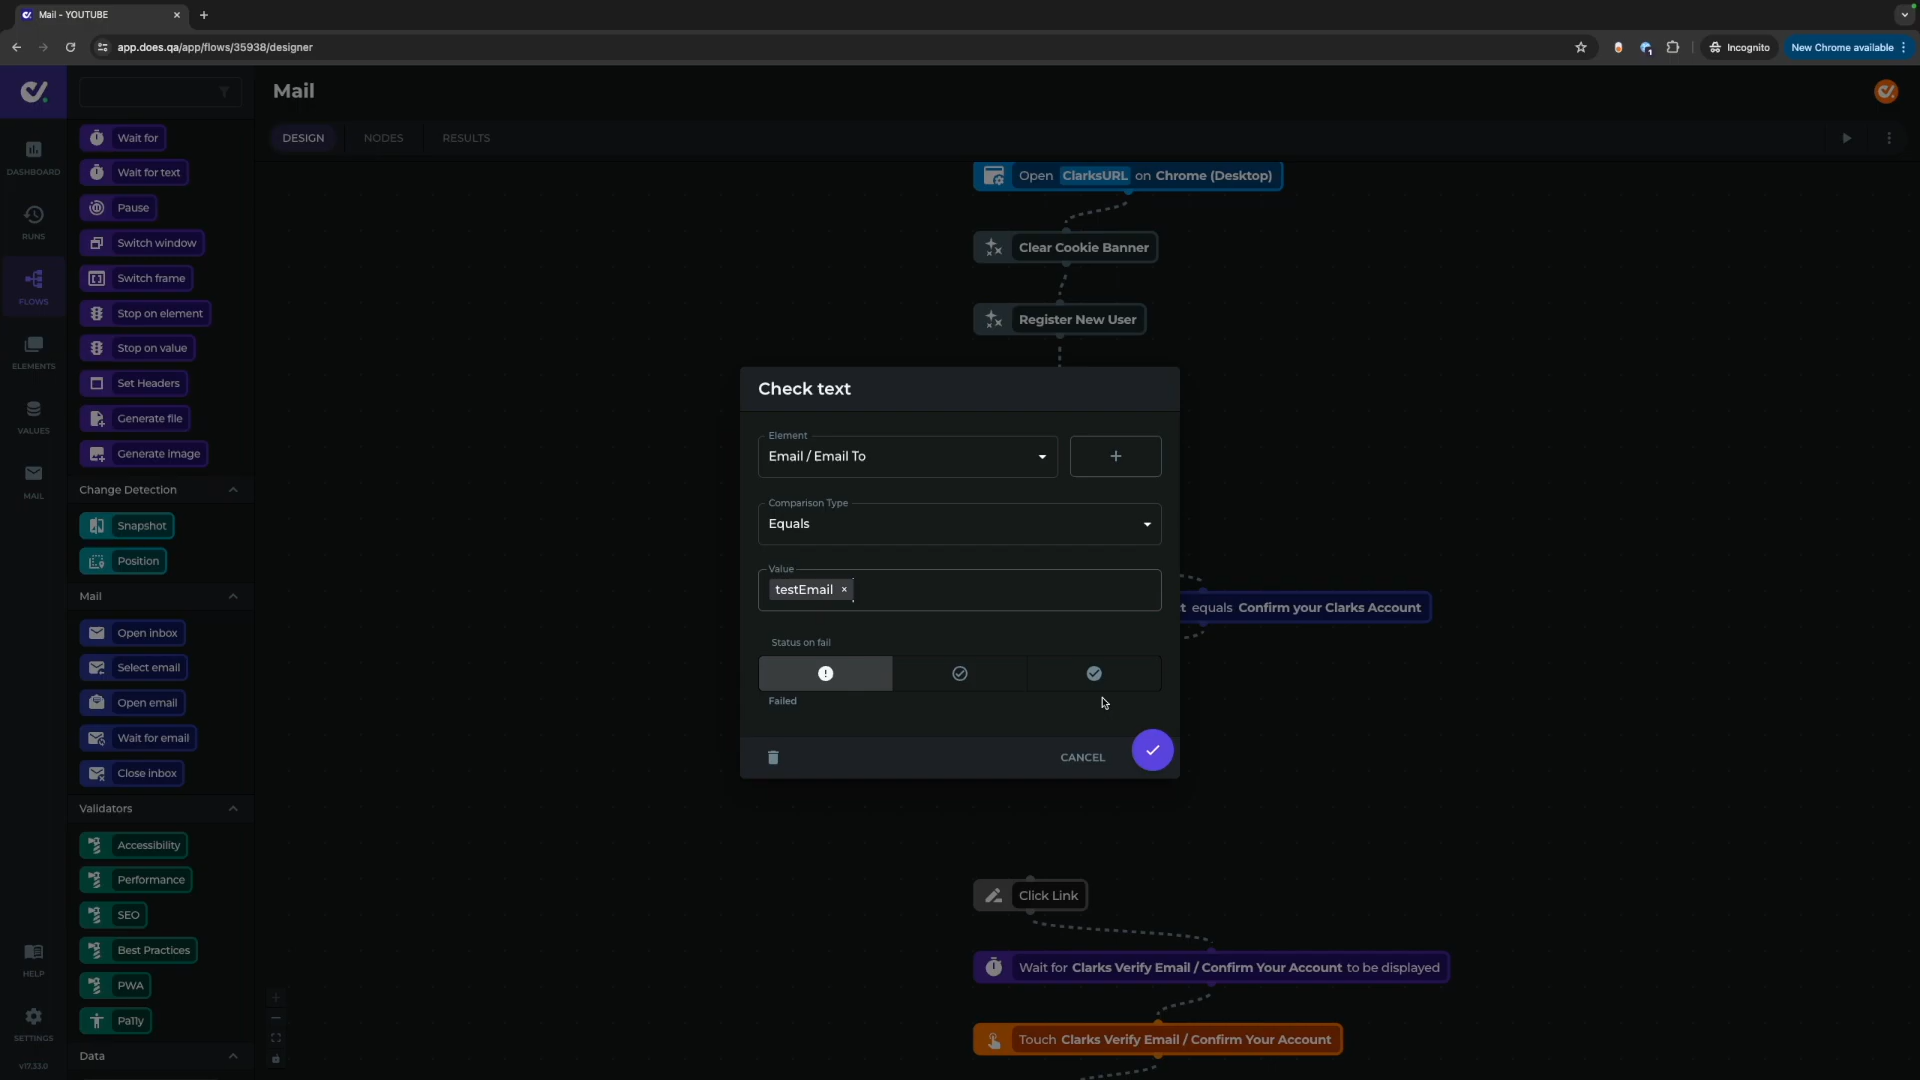 Mail - YOUTUBE
app.does.qa/app/flows/35938/designer
Incognito
New Chrome available
Mail
DESIGN
NODES
RESULTS
DASHBOARD
RUNS
FLOWS
ELEMENTS
VALUES
MAIL
HELP
SETTINGS
v17.33.0
Wait for
Wait for text
Pause
Switch window
Switch frame
Stop on element
Stop on value
Set Headers
Generate file
Generate image
Change Detection
Snapshot
Position
Mail
Open inbox
Select email
Open email
Wait for email
Close inbox
Validators
Accessibility
Performance
SEO
Best Practices
PWA
Pa11y
Data
Open ClarksURL on Chrome (Desktop)
Clear Cookie Banner
Register New User
Check text
Element
Email / Email To
Comparison Type
Equals
Value
testEmail ×
Status on fail
Failed
CANCEL
t equals Confirm your Clarks Account
Click Link
Wait for Clarks Verify Email / Confirm Your Account to be displayed
Touch Clarks Verify Email / Confirm Your Account